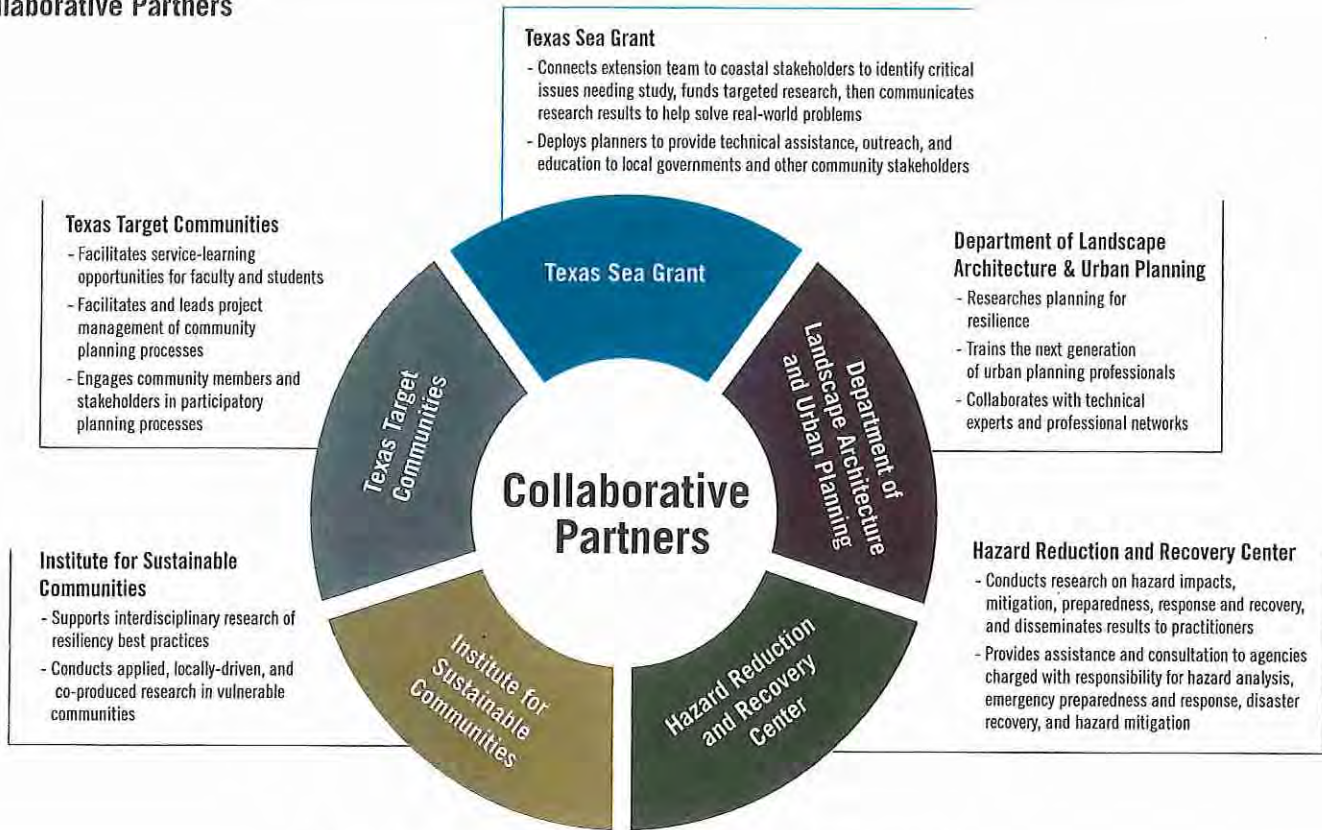 llaborative Partners
Texas Sea Grant
- Connects extension team to coastal stakeholders to identify critical
issues needing study, funds targeted research, then communicates
research results to help solve real-world problems
- Deploys planners to provide technical assistance, outreach, and
education to local governments and other community stakeholders
Texas Target Communities
- Facilitates service-learning
opportunities for faculty and students
- Facilitates and leads project
management of community
planning processes
- Engages community members and
stakeholders in participatory
planning processes
Department of Landscape
Architecture & Urban Planning
- Researches planning for
resilience
- Trains the next generation
of urban planning professionals
- Collaborates with technical
experts and professional networks
Texas Sea Grant
Texas Target
Communities
Department of
Landscape Architecture
and Urban Planning
Collaborative
Partners
Institute for Sustainable
Communities
- Supports interdisciplinary research of
resiliency best practices
- Conducts applied, locally-driven, and
co-produced research in vulnerable
communities
Hazard Reduction and Recovery Center
- Conducts research on hazard impacts,
mitigation, preparedness, response and recovery,
and disseminates results to practitioners
- Provides assistance and consultation to agencies
charged with responsibility for hazard analysis,
emergency preparedness and response, disaster
recovery, and hazard mitigation
Institute for
Sustainable
Communities
Hazard Reduction
and Recovery
Center